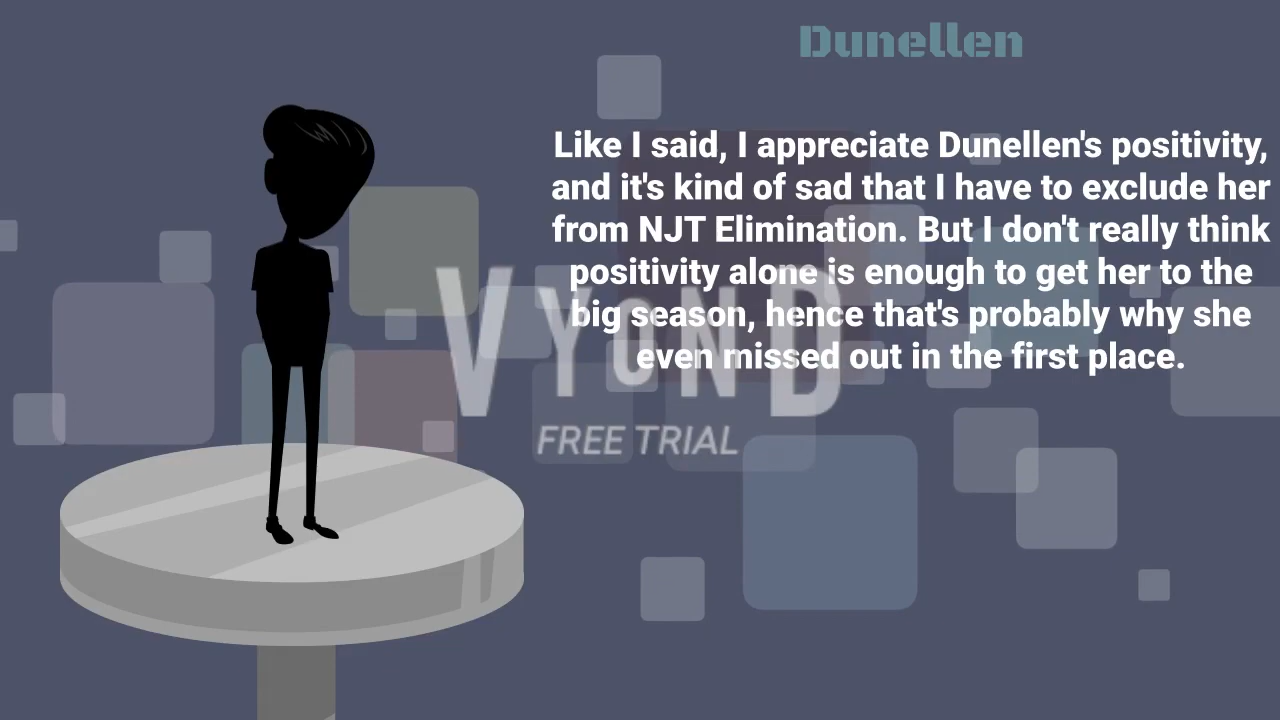 Dunellen
Like I said, I appreciate Dunellen's positivity,
and it's kind of sad that I have to exclude her
from NJT Elimination. But I don't really think
positivity alone is enough to get her to the
big season, hence that's probably why she
even missed out in the first place.
VYOND
FREE TRIAL